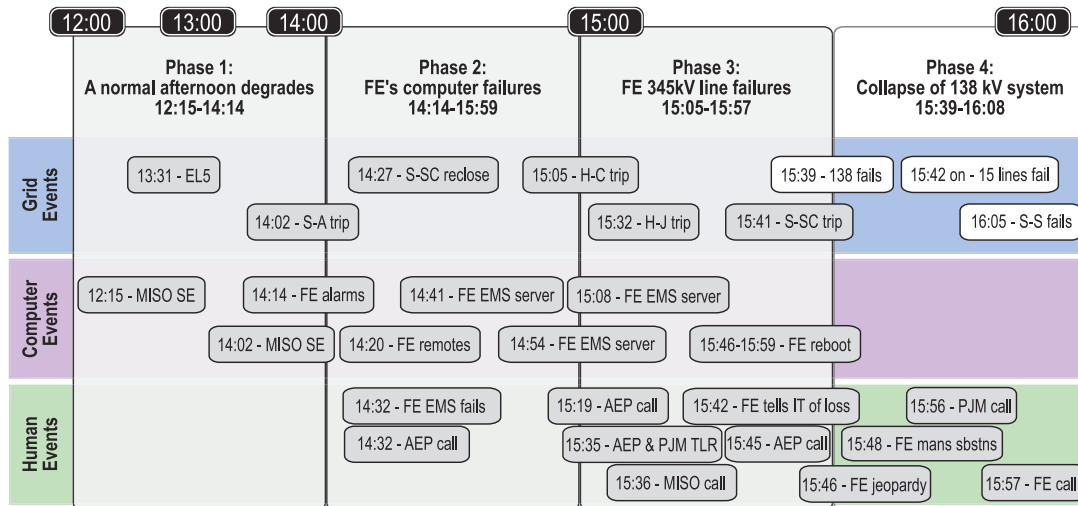 12:00
13:00
14:00
15:00
16:00
Phase 1:
A normal afternoon degrades
12:15-14:14
Phase 2:
FE's computer failures
14:14-15:59
Phase 3:
FE 345kV line failures
15:05-15:57
Phase 4:
Collapse of 138 kV system
15:39-16:08
Grid
Events
13:31 - EL5
14:27 - S-SC reclose
15:05 - H-C trip
15:39 - 138 fails
15:42 on - 15 lines fail
14:02 - S-A trip
15:32 - H-J trip
15:41 - S-SC trip
16:05 - S-S fails
Computer
Events
12:15 - MISO SE
14:14 - FE alarms
14:41 - FE EMS server
15:08 - FE EMS server
14:02 - MISO SE
14:20 - FE remotes
14:54 - FE EMS server
15:46-15:59 - FE reboot
Human
Events
14:32 - FE EMS fails
15:19 - AEP call
15:42 - FE tells IT of loss
15:56 - PJM call
14:32 - AEP call
15:35 - AEP & PJM TLR
15:45 - AEP call
15:48 - FE mans sbstns
15:36 - MISO call
15:46 - FE jeopardy
15:57 - FE call